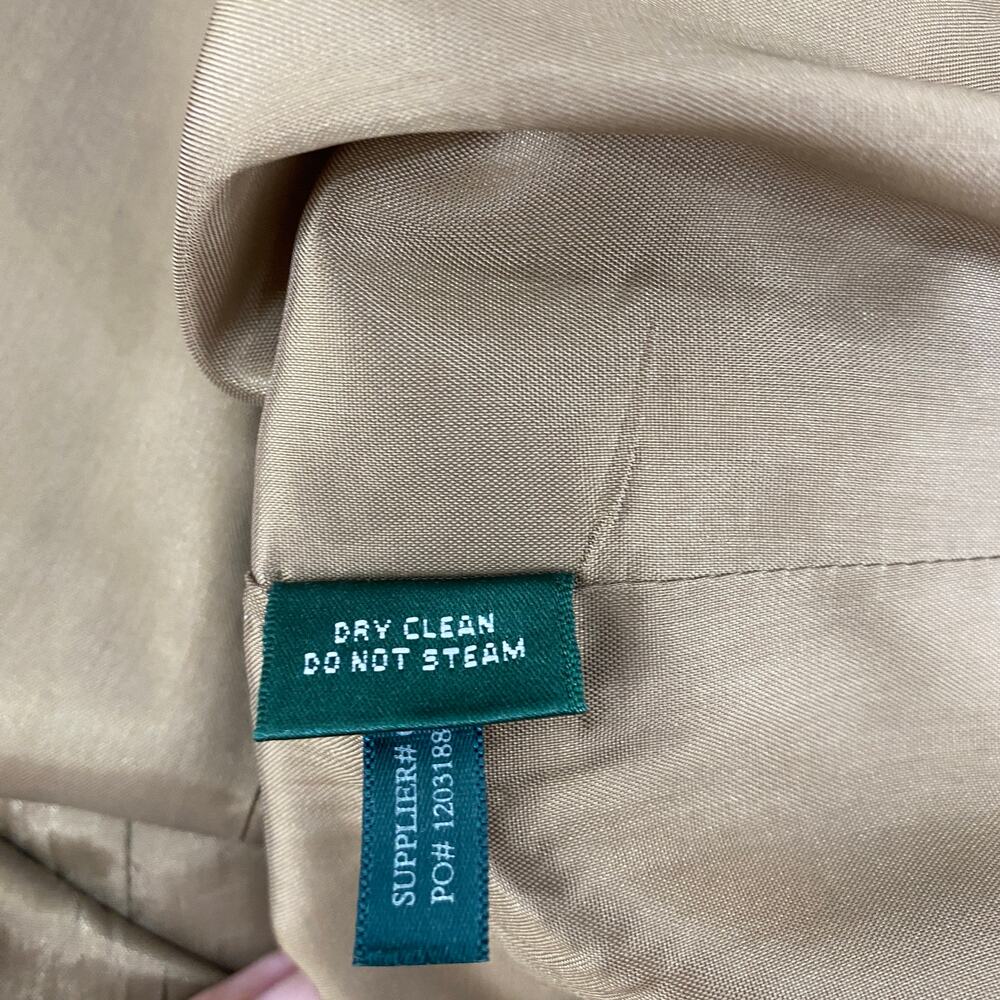 DRY CLEAN
DO NOT STEAM
SUPPLIER#
PO# 1203188